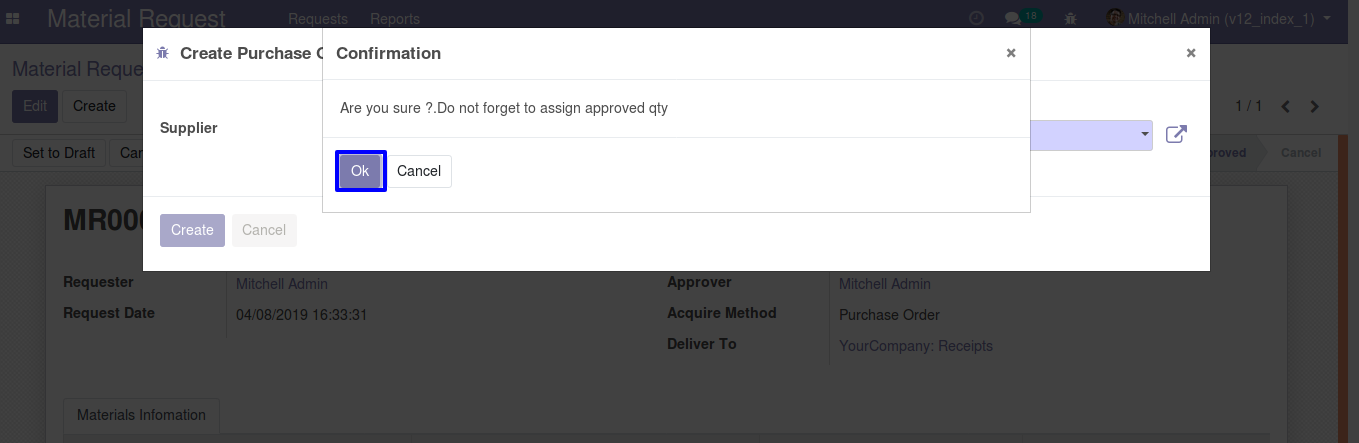 Material Request
Requests
Reports
18
Mitchell Admin (v12_index_1)
Material Reque
Edit
Create
1 / 1
Set to Draft
Can
roved
Cancel
Create Purchase O
Supplier
Create
Cancel
Confirmation
Are you sure ?.Do not forget to assign approved qty
Ok
Cancel
MR000
Requester
Mitchell Admin
Request Date
04/08/2019 16:33:31
Approver
Mitchell Admin
Acquire Method
Purchase Order
Deliver To
YourCompany: Receipts
Materials Infomation